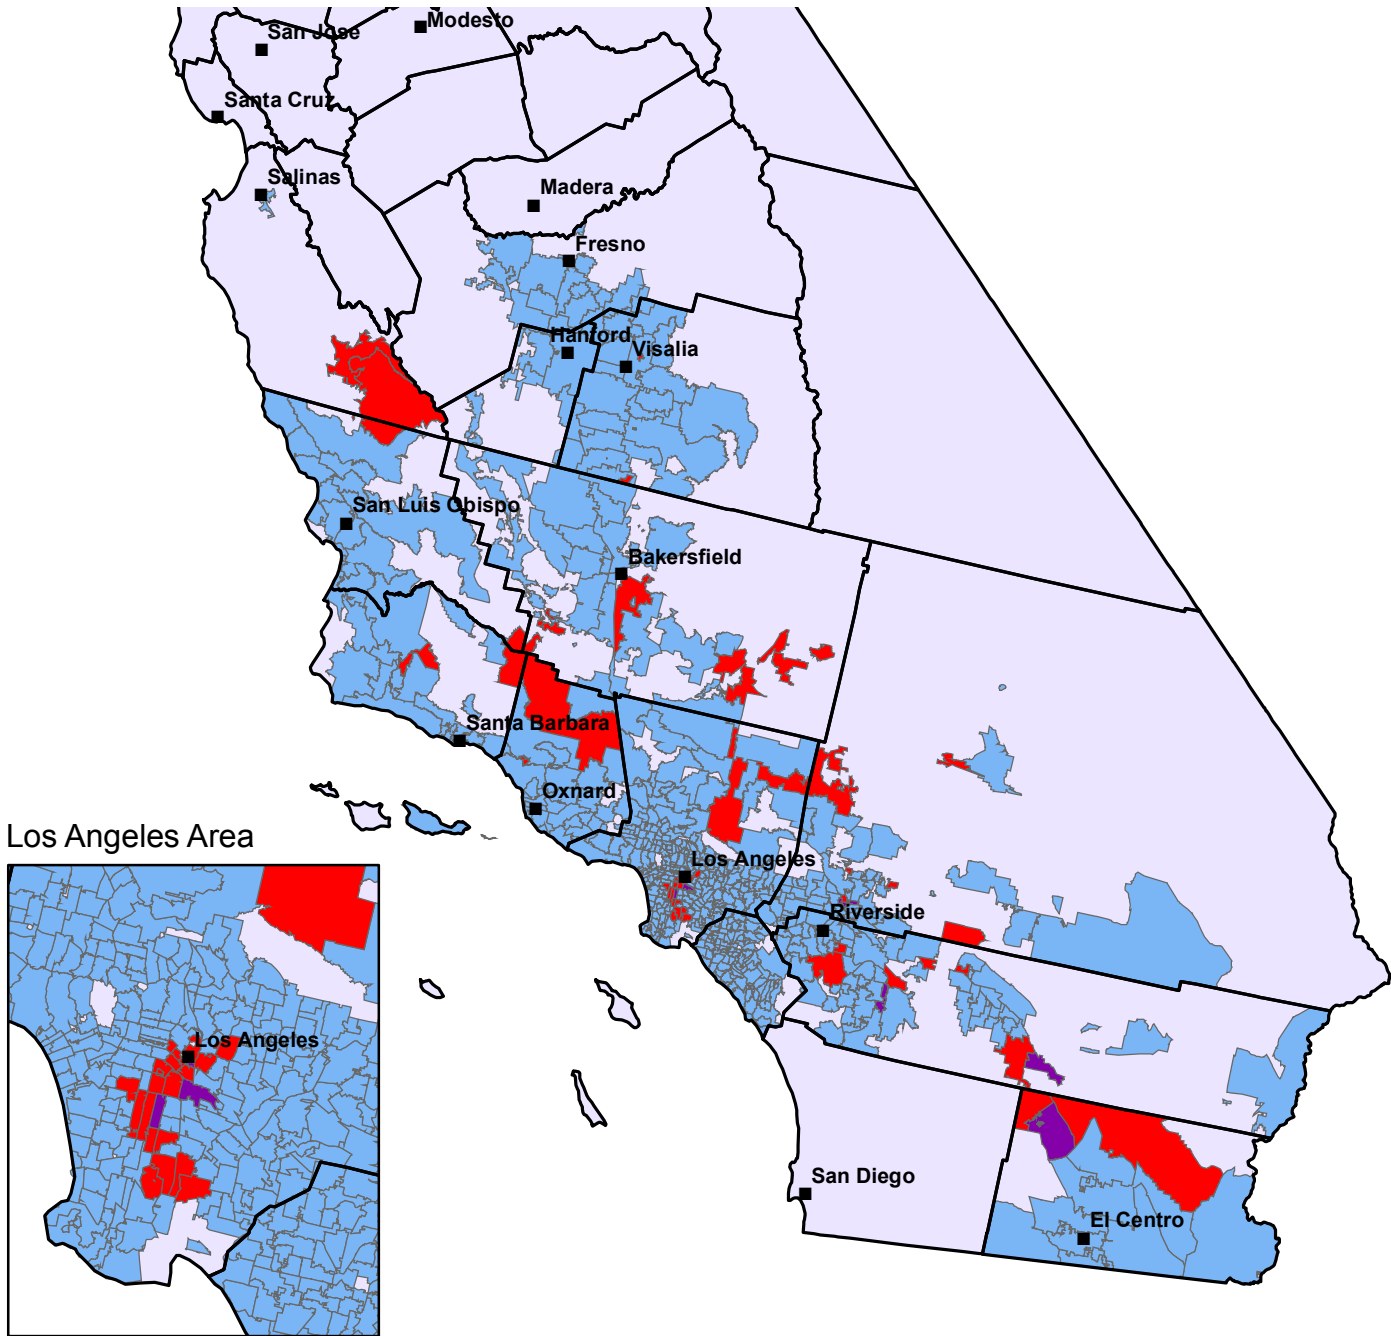 Modesto
San Jose
Santa Cruz
Salinas
Madera
Fresno
Hanford
Visalia
San Luis Obispo
Bakersfield
Santa Barbara
Oxnard
Los Angeles Area
Los Angeles
Riverside
Los Angeles
San Diego
El Centro